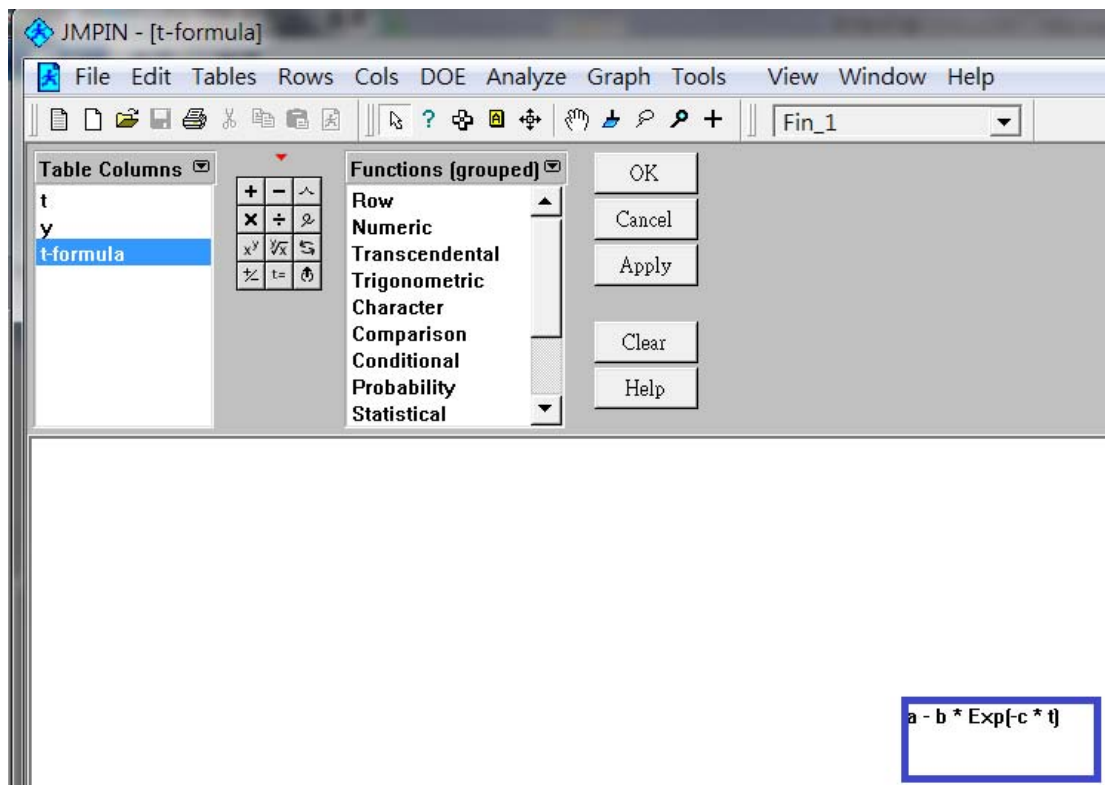 JMPIN - [t-formula]
File Edit Tables Rows Cols DOE Analyze Graph Tools View Window Help
Fin_1
Table Columns
t
y
t-formula
x^y y√x
t=
Functions (grouped)
Row
Numeric
Transcendental
Trigonometric
Character
Comparison
Conditional
Probability
Statistical
OK
Cancel
Apply
Clear
Help
a - b * Exp(-c * t)